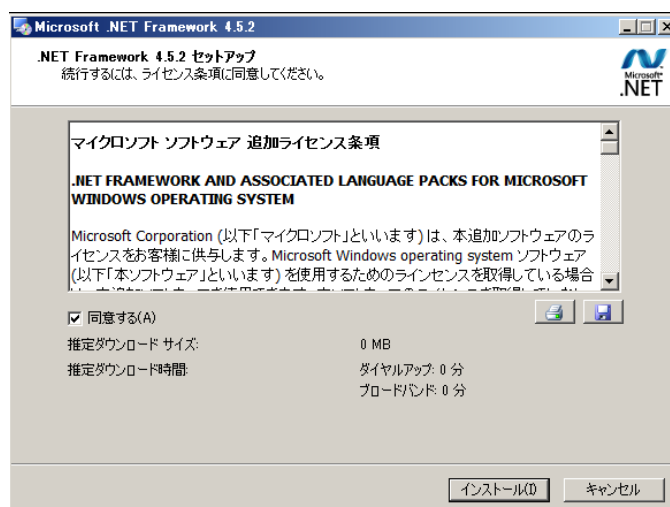 Microsoft .NET Framework 4.5.2
.NET Framework 4.5.2 セットアップ
続行するには、ライセンス条項に同意してください。
Microsoft
.NET
マイクロソフト ソフトウェア 追加ライセンス条項
.NET FRAMEWORK AND ASSOCIATED LANGUAGE PACKS FOR MICROSOFT
WINDOWS OPERATING SYSTEM
Microsoft Corporation (以下「マイクロソフト」といいます) は、本追加ソフトウェアのラ
イセンスをお客様に供与します。Microsoft Windows operating system ソフトウェア
(以下「本ソフトウェア」といいます) を使用するためのラインセンスを取得している場合
同意する(A)
推定ダウンロード サイズ:
0 MB
推定ダウンロード時間:
ダイヤルアップ: 0 分
ブロードバンド: 0 分
インストール(I)
キャンセル